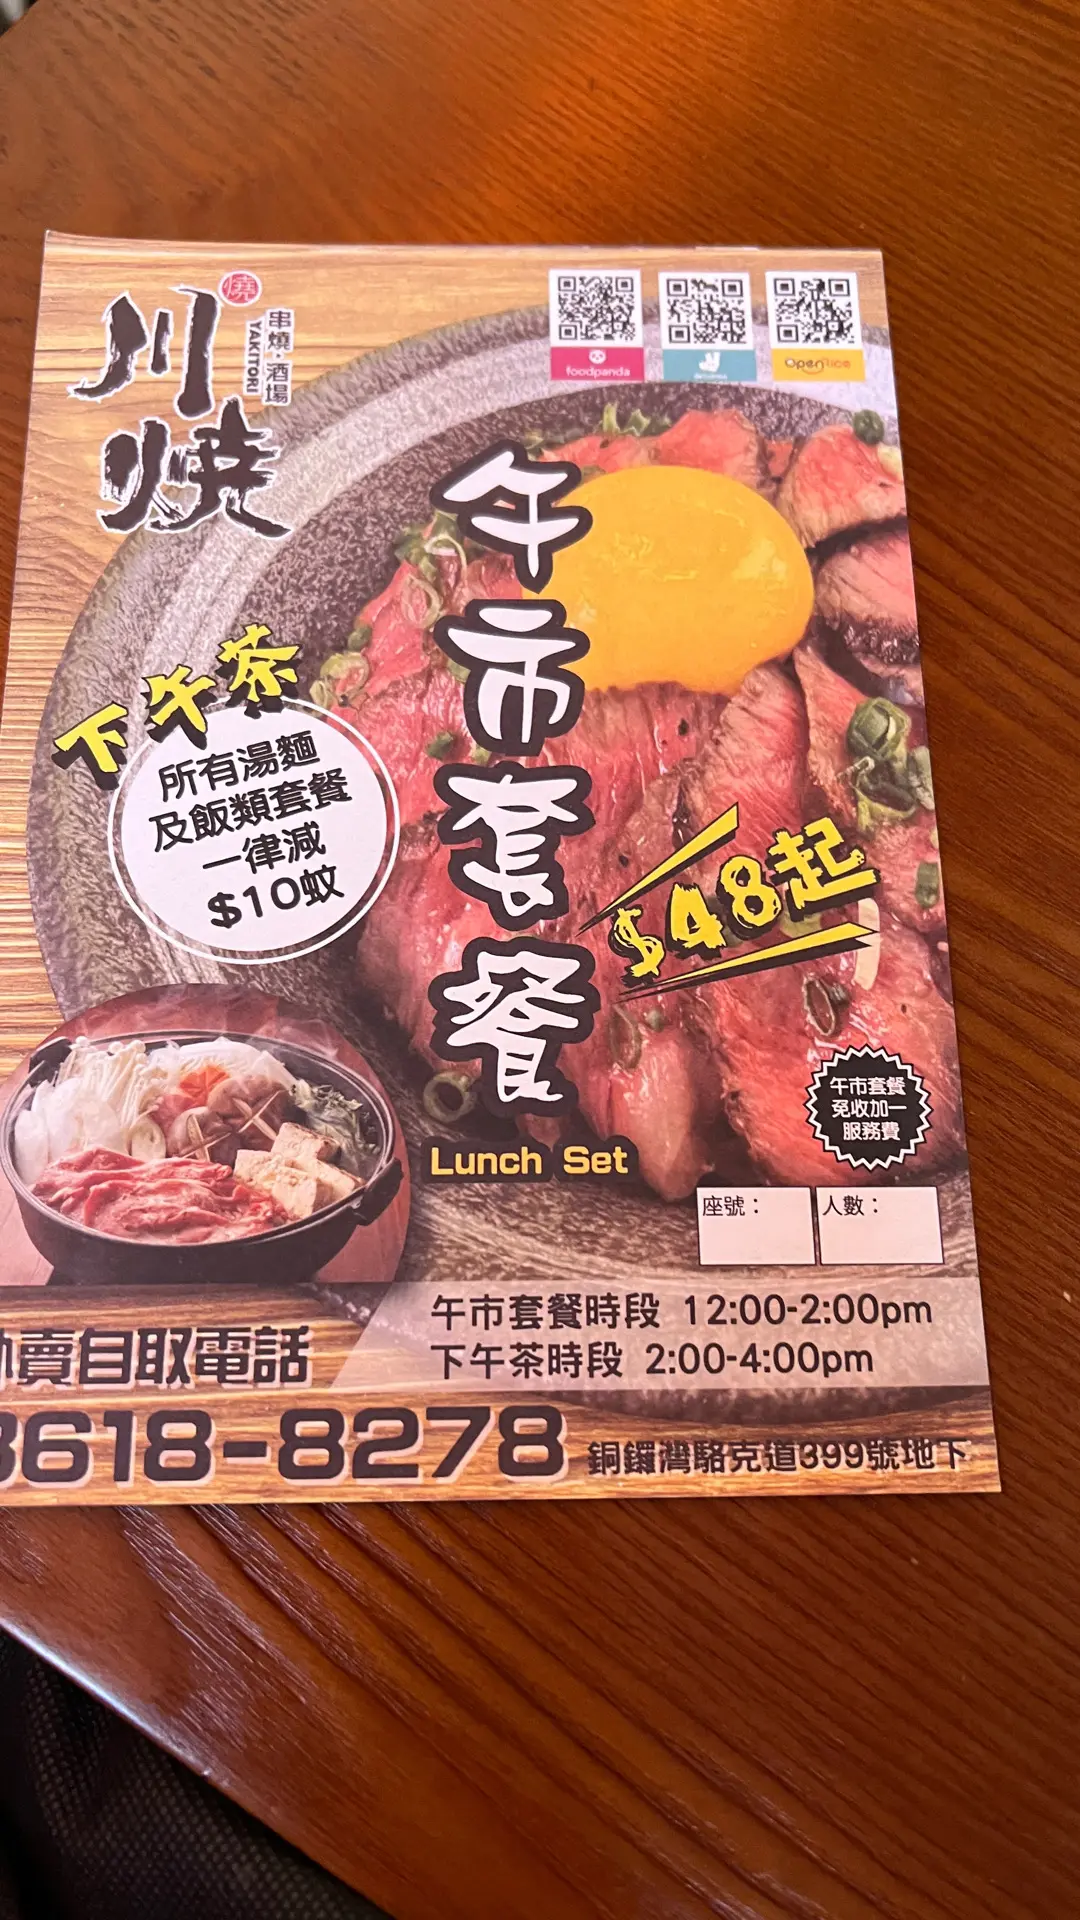 川燒
燒
串燒·酒場
YAKITORI
foodpanda
OpenRice
午市套餐
下午茶
所有湯麵
及飯類套餐
一律減
$10蚊
$48起
午市套餐
免收加一
服務費
Lunch Set
座號：
人數：
午市套餐時段 12:00-2:00pm
下午茶時段 2:00-4:00pm
賣自取電話
618-8278
銅鑼灣駱克道399號地下